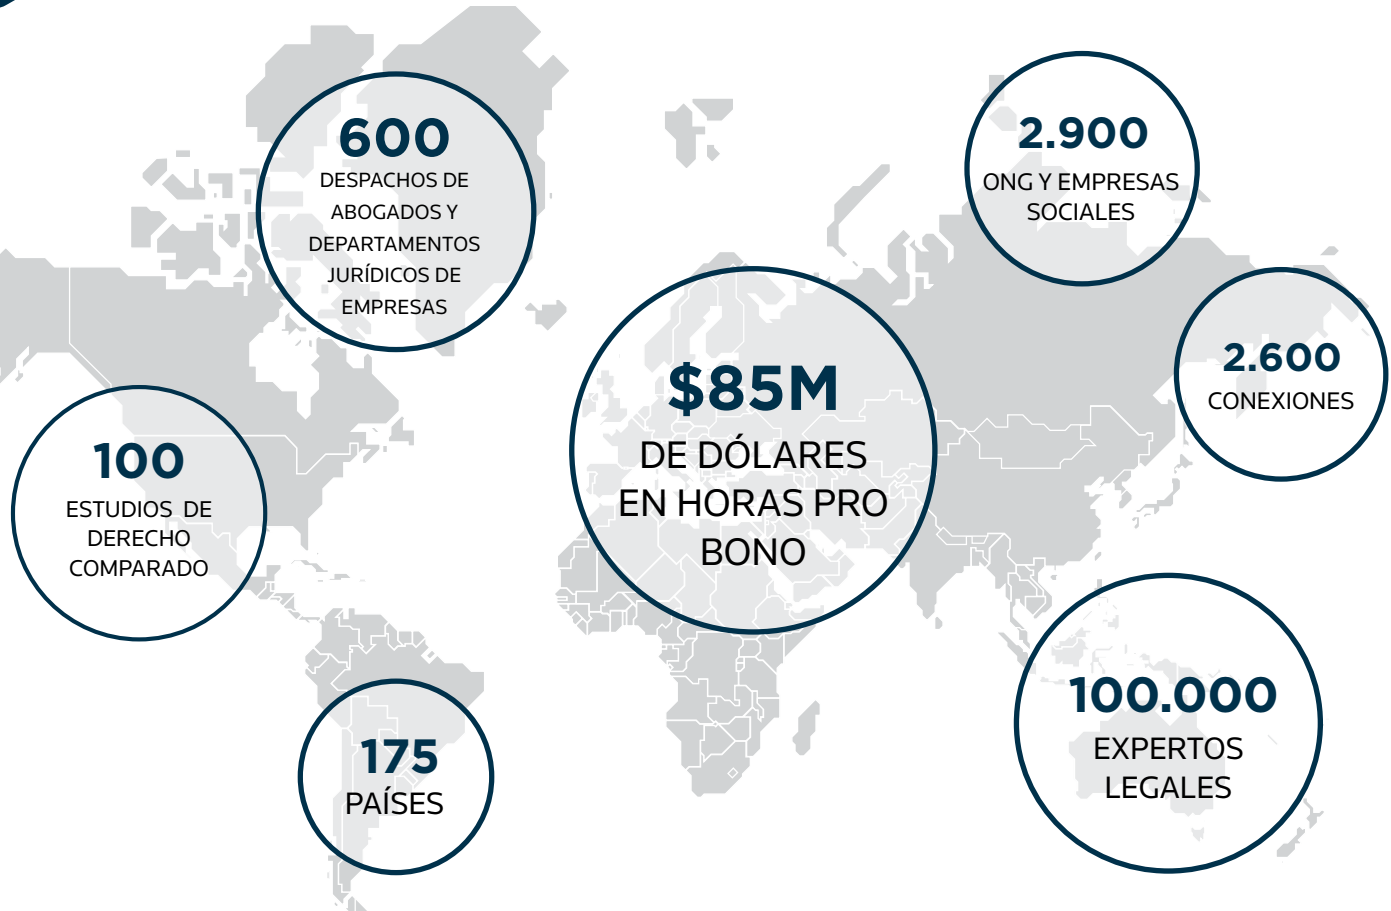 600
DESPACHOS DE
ABOGADOS Y
DEPARTAMENTOS
JURÍDICOS DE
EMPRESAS
2.900
ONG Y EMPRESAS
SOCIALES
$85M
DE DÓLARES
EN HORAS PRO
BONO
2.600
CONEXIONES
100
ESTUDIOS DE
DERECHO
COMPARADO
175
PAÍSES
100.000
EXPERTOS
LEGALES